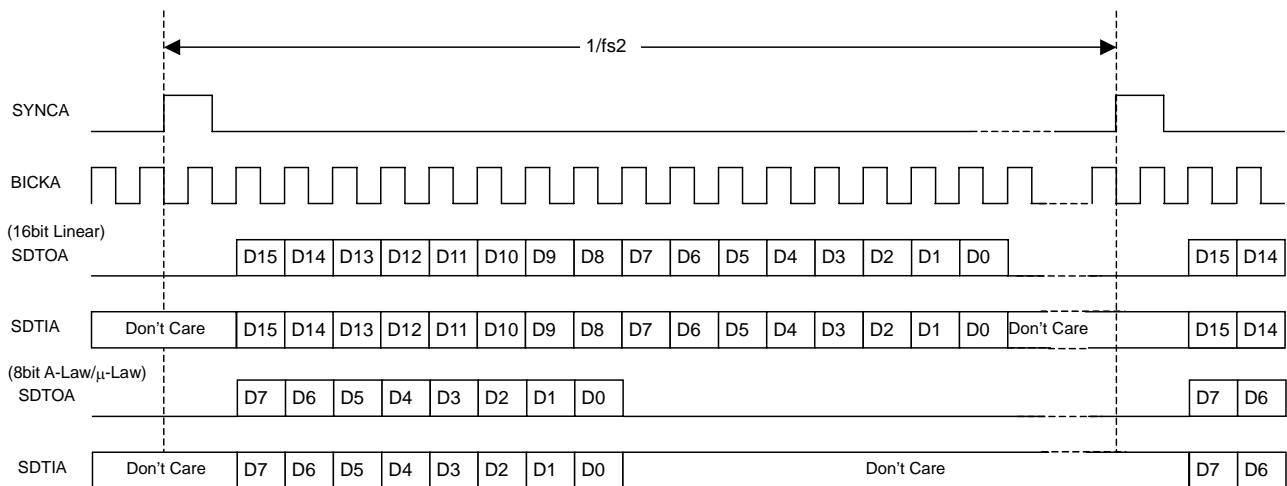 1/fs2
SYNCA
BICKA
(16bit Linear)
SDTOA D15 D14 D13 D12 D11 D10 D9 D8 D7 D6 D5 D4 D3 D2 D1 D0 D15 D14
SDTIA Don't Care D15 D14 D13 D12 D11 D10 D9 D8 D7 D6 D5 D4 D3 D2 D1 D0 Don't Care D15 D14
(8bit A-Law/μ-Law)
SDTOA D7 D6 D5 D4 D3 D2 D1 D0 D7 D6
SDTIA Don't Care D7 D6 D5 D4 D3 D2 D1 D0 Don't Care D7 D6